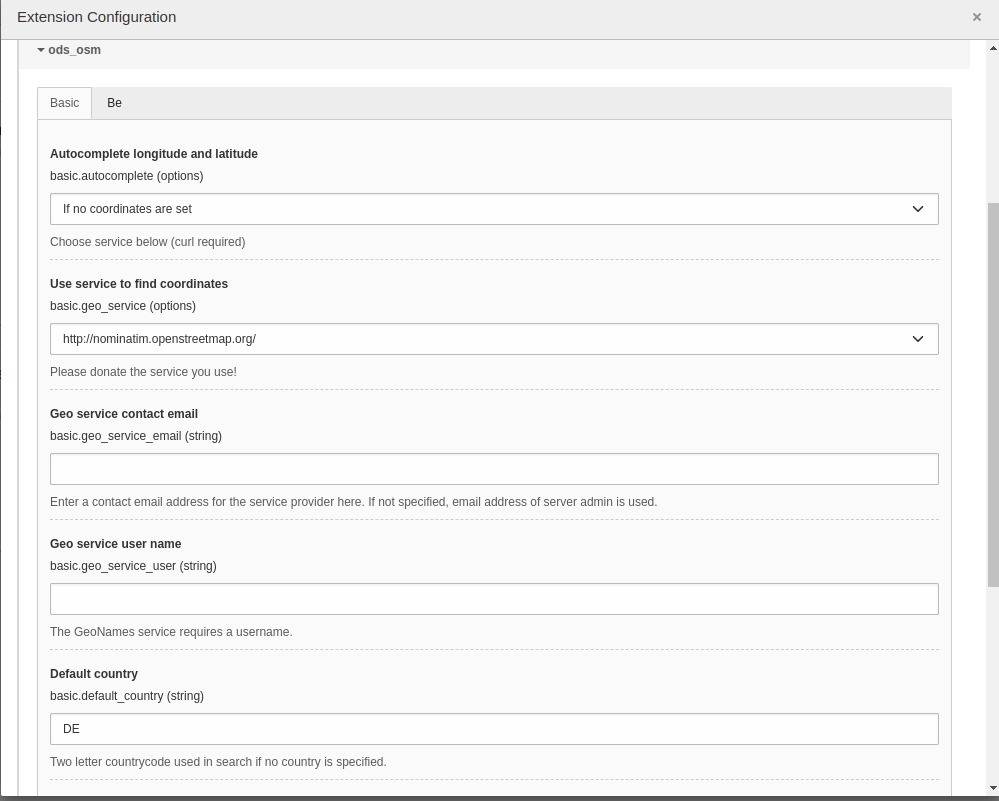 Extension Configuration
×
ods_osm
Basic
Be
Autocomplete longitude and latitude
basic.autocomplete (options)
If no coordinates are set
Choose service below (curl required)
Use service to find coordinates
basic.geo_service (options)
http://nominatim.openstreetmap.org/
Please donate the service you use!
Geo service contact email
basic.geo_service_email (string)
Enter a contact email address for the service provider here. If not specified, email address of server admin is used.
Geo service user name
basic.geo_service_user (string)
The GeoNames service requires a username.
Default country
basic.default_country (string)
DE
Two letter countrycode used in search if no country is specified.